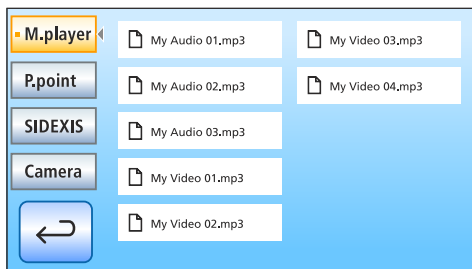 M.player
P.point
SIDEXIS
Camera
My Audio 01.mp3
My Audio 02.mp3
My Audio 03.mp3
My Video 01.mp3
My Video 02.mp3
My Video 03.mp3
My Video 04.mp3